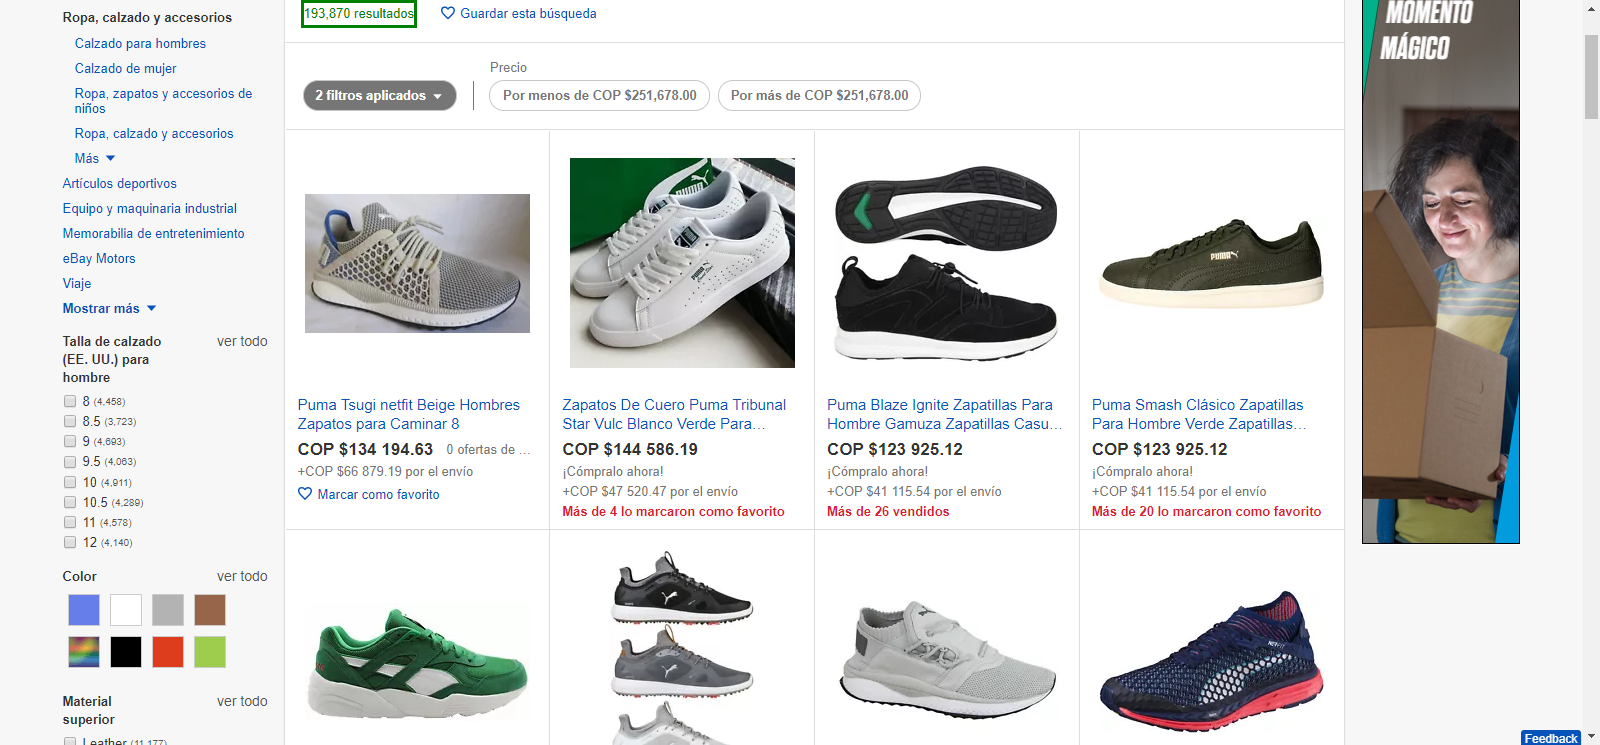 Ropa, calzado y accesorios
Calzado para hombres
Calzado de mujer
Ropa, zapatos y accesorios de
niños
Ropa, calzado y accesorios
Más
Artículos deportivos
Equipo y maquinaria industrial
Memorabilia de entretenimiento
eBay Motors
Viaje
Mostrar más
Talla de calzado
(EE. UU.) para
hombre
ver todo
8 (4,458)
8.5 (3,723)
9 (4,693)
9.5 (4,063)
10 (4,911)
10.5 (4,289)
11 (4,578)
12 (4,140)
Color
ver todo
Material
superior
ver todo
Leather (11,177)
193,870 resultados
Guardar esta búsqueda
2 filtros aplicados
Precio
Por menos de COP $251,678.00
Por más de COP $251,678.00
Puma Tsugi netfit Beige Hombres
Zapatos para Caminar 8
COP $134 194.63
0 ofertas de ...
+COP $66 879.19 por el envío
Marcar como favorito
Zapatos De Cuero Puma Tribunal
Star Vulc Blanco Verde Para...
COP $144 586.19
¡Cómpralo ahora!
+COP $47 520.47 por el envío
Más de 4 lo marcaron como favorito
Puma Blaze Ignite Zapatillas Para
Hombre Gamuza Zapatillas Casu...
COP $123 925.12
¡Cómpralo ahora!
+COP $41 115.54 por el envío
Más de 26 vendidos
PUMA
Puma Smash Clásico Zapatillas
Para Hombre Verde Zapatillas...
COP $123 925.12
¡Cómpralo ahora!
+COP $41 115.54 por el envío
Más de 20 lo marcaron como favorito
MOMENTO
MÁGICO
Feedback